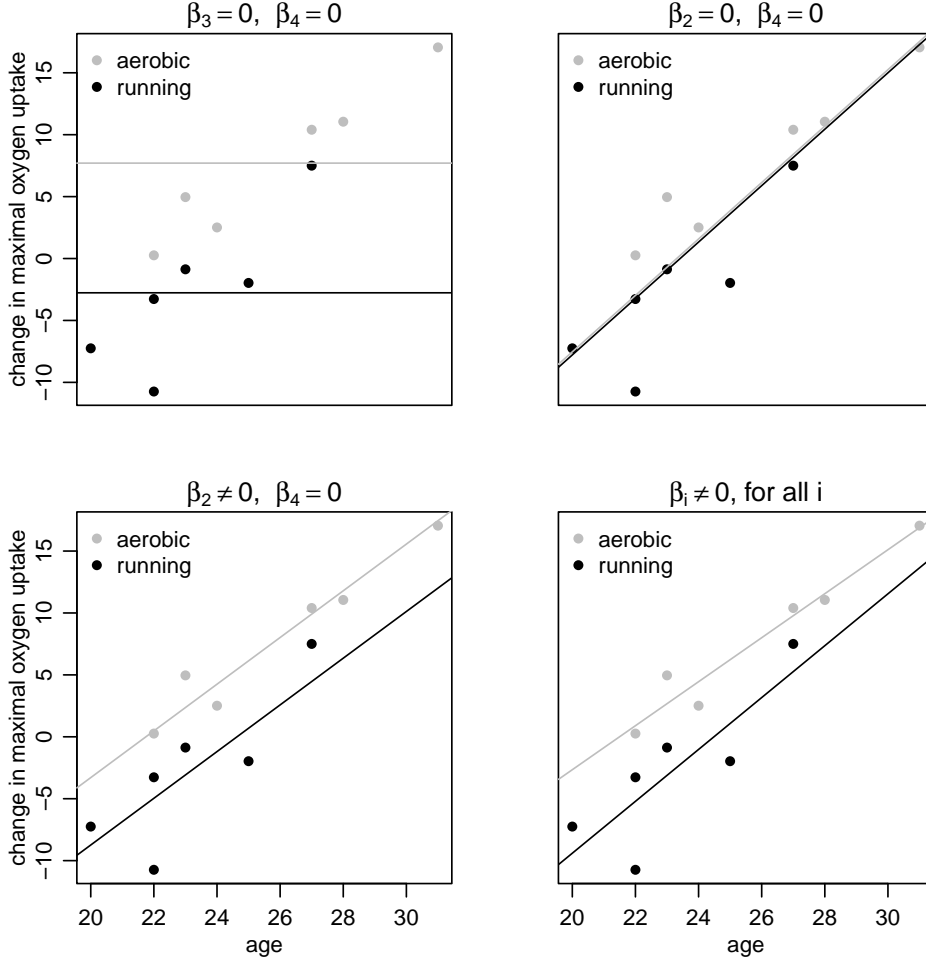 β₃ = 0, β₄ = 0
change in maximal oxygen uptake
15
10
5
0
−5
−10
aerobic
running
β₂ = 0, β₄ = 0
aerobic
running
β₂ ≠ 0, β₄ = 0
change in maximal oxygen uptake
15
10
5
0
−5
−10
aerobic
running
20 22 24 26 28 30
age
βᵢ ≠ 0, for all i
aerobic
running
20 22 24 26 28 30
age